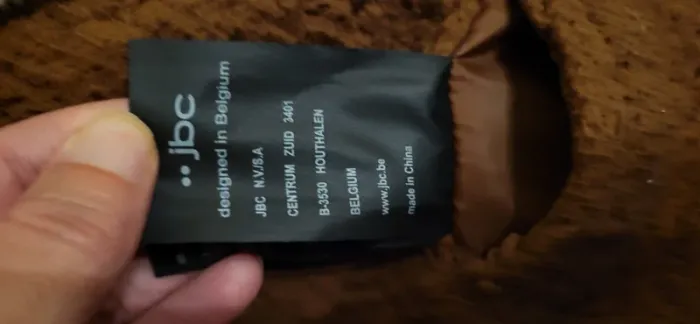 jbc
designed in Belgium
JBC N.V./S.A
CENTRUM ZUID 3401
B-3530 HOUTHALEN
BELGIUM
www.jbc.be
made in China